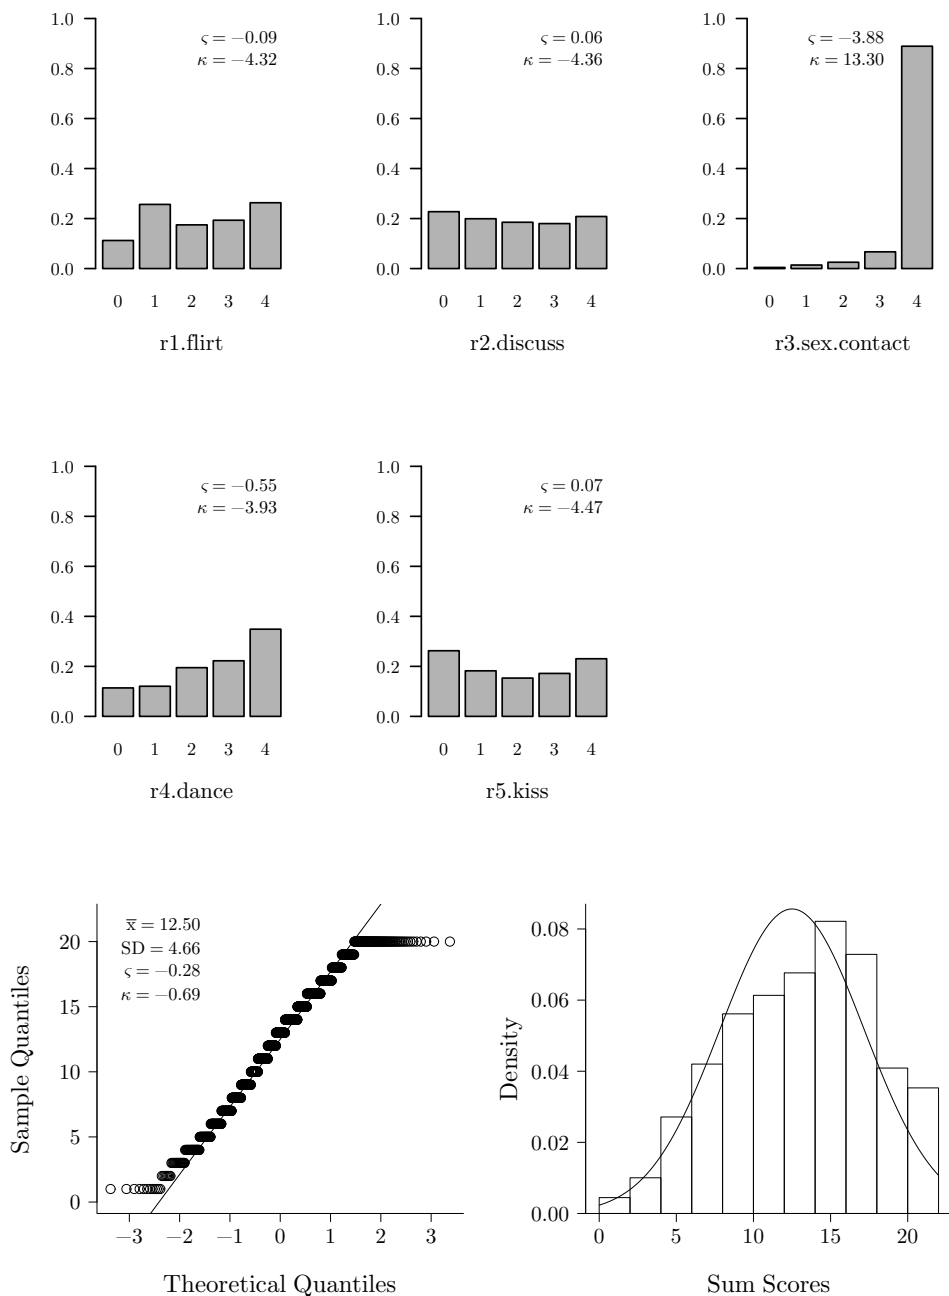 1.0
0.8
0.6
0.4
0.2
0.0
ς = −0.09
κ = −4.32
0 1 2 3 4
r1.flirt
1.0
0.8
0.6
0.4
0.2
0.0
ς = 0.06
κ = −4.36
0 1 2 3 4
r2.discuss
1.0
0.8
0.6
0.4
0.2
0.0
ς = −3.88
κ = 13.30
0 1 2 3 4
r3.sex.contact
1.0
0.8
0.6
0.4
0.2
0.0
ς = −0.55
κ = −3.93
0 1 2 3 4
r4.dance
1.0
0.8
0.6
0.4
0.2
0.0
ς = 0.07
κ = −4.47
0 1 2 3 4
r5.kiss
Sample Quantiles
20
15
10
5
0
x̅ = 12.50
SD = 4.66
ς = −0.28
κ = −0.69
−3 −2 −1 0 1 2 3
Theoretical Quantiles
Density
0.08
0.06
0.04
0.02
0.00
0 5 10 15 20
Sum Scores